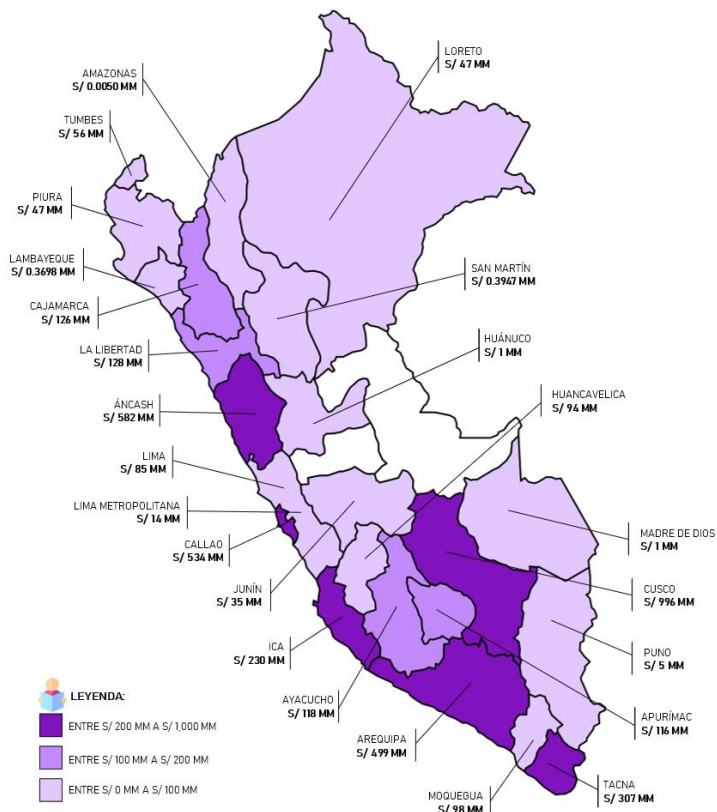 LORETO
S/ 47 MM
AMAZONAS
S/ 0.0050 MM
TUMBES
S/ 56 MM
PIURA
S/ 47 MM
LAMBAYEQUE
S/ 0.3698 MM
SAN MARTÍN
S/ 0.3947 MM
CAJAMARCA
S/ 126 MM
HUÁNUCO
S/ 1 MM
LA LIBERTAD
S/ 128 MM
HUANCAVELICA
S/ 94 MM
ÁNCASH
S/ 582 MM
LIMA
S/ 85 MM
LIMA METROPOLITANA
S/ 14 MM
MADRE DE DIOS
S/ 1 MM
CALLAO
S/ 534 MM
JUNÍN
S/ 35 MM
CUSCO
S/ 996 MM
ICA
S/ 230 MM
PUNO
S/ 5 MM
AYACUCHO
S/ 118 MM
APURÍMAC
S/ 116 MM
AREQUIPA
S/ 499 MM
TACNA
S/ 307 MM
MOQUEGUA
S/ 98 MM
LEYENDA:
ENTRE S/ 200 MM A S/ 1,000 MM
ENTRE S/ 100 MM A S/ 200 MM
ENTRE S/ 0 MM A S/ 100 MM